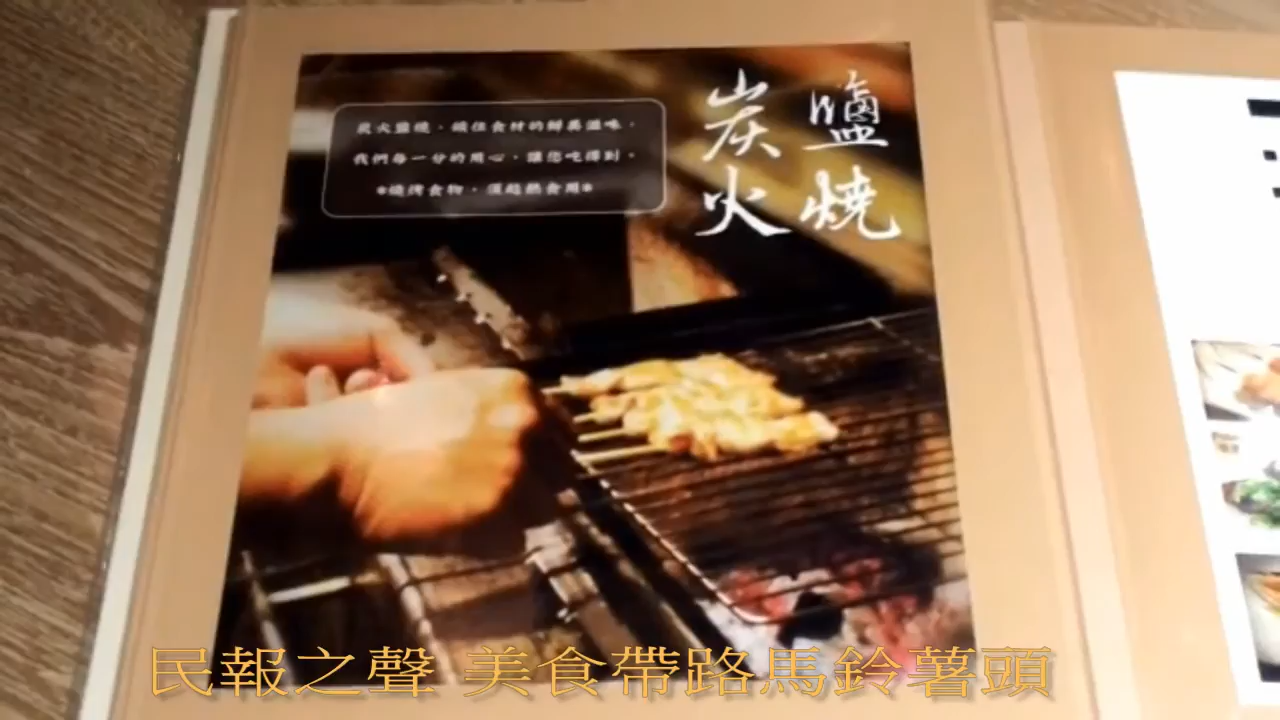 炭火
鹽燒
炭火鹽燒，鎖住食材的鮮美滋味，
我們每一分的用心，讓您吃得到。
*燒烤食物，須趁熱食用*
民報之聲 美食帶路馬鈴薯頭